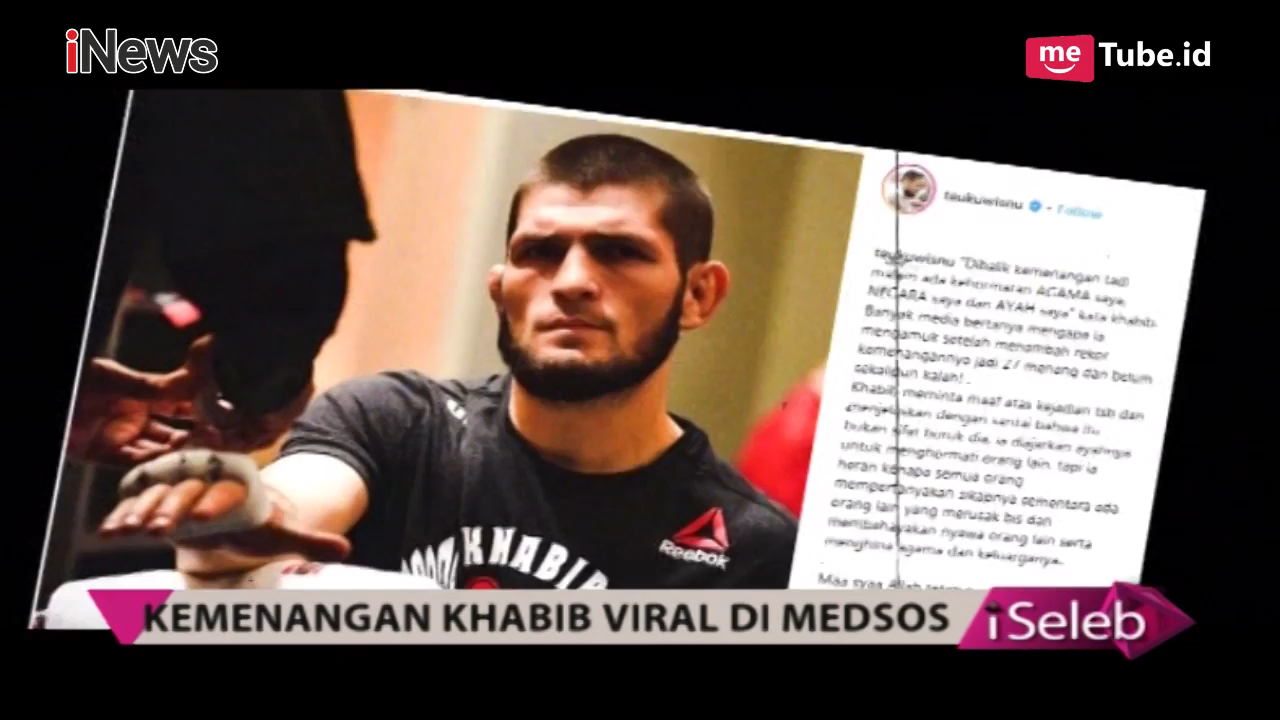 iNews
me Tube.id
teukuwisnu - Follow
teukuwisnu "Dibalik kemenangan tadi
malam ada kehormatan AGAMA saya,
NEGARA saya dan AYAH saya" kata khabib.
Banyak media bertanya mengapa ia
mengamuk setelah menambah rekor
kemenangannya jadi 27 menang dan belum
sekalipun kalah! -
Khabib meminta maaf atas kejadian tsb dan
menjelaskan dengan santai bahwa itu
bukan sifat buruk dia, ia diajarkan ayahnya
untuk menghormati orang lain, tapi ia
heran kenapa semua orang
mempertanyakan sikapnya sementara ada
orang lain yang merusak bis dan
membahayakan nyawa orang lain serta
menghina agama dan keluarganya.
Allah
KHABIB
Reebok
KEMENANGAN KHABIB VIRAL DI MEDSOS
iSeleb